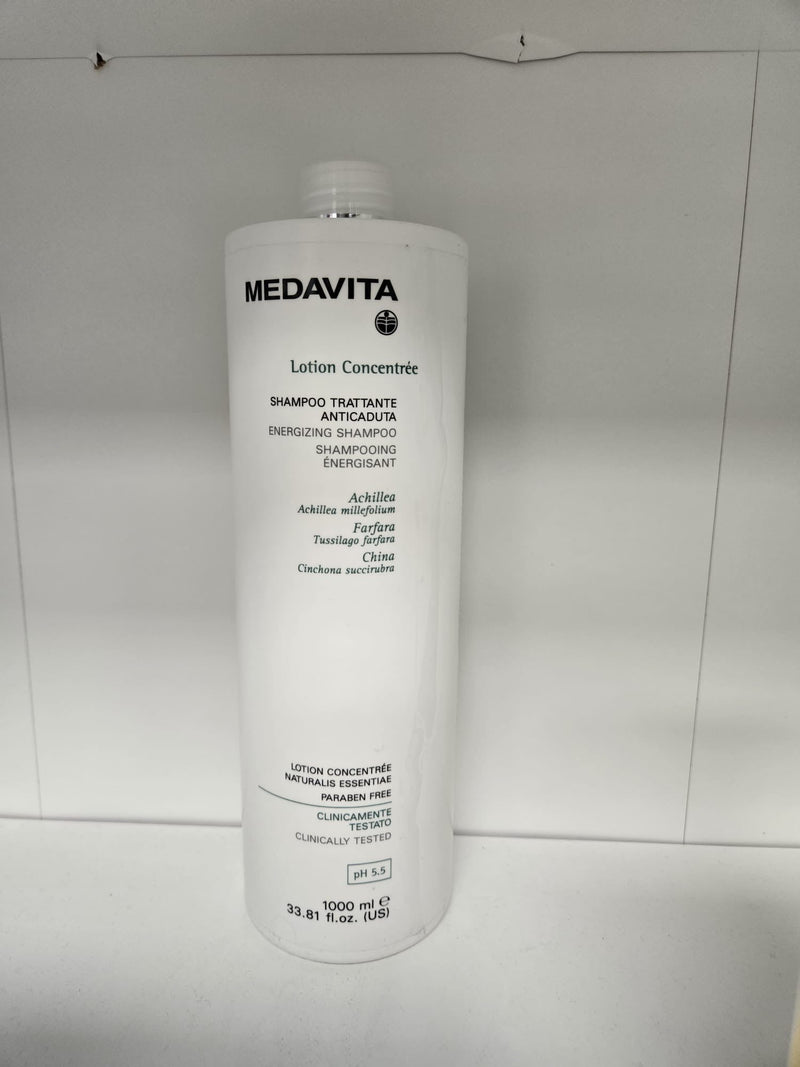 MEDAVITA
Lotion Concentrée
SHAMPOO TRATTANTE
ANTICADUTA
ENERGIZING SHAMPOO
SHAMPOOING
ÉNERGISANT
Achillea
Achillea millefolium
Farfara
Tussilago farfara
China
Cinchona succirubra
LOTION CONCENTRÉE
NATURALIS ESSENTIAE
PARABEN FREE
CLINICAMENTE
TESTATO
CLINICALLY TESTED
pH 5.5
1000 ml ℮
33.81 fl.oz. (US)